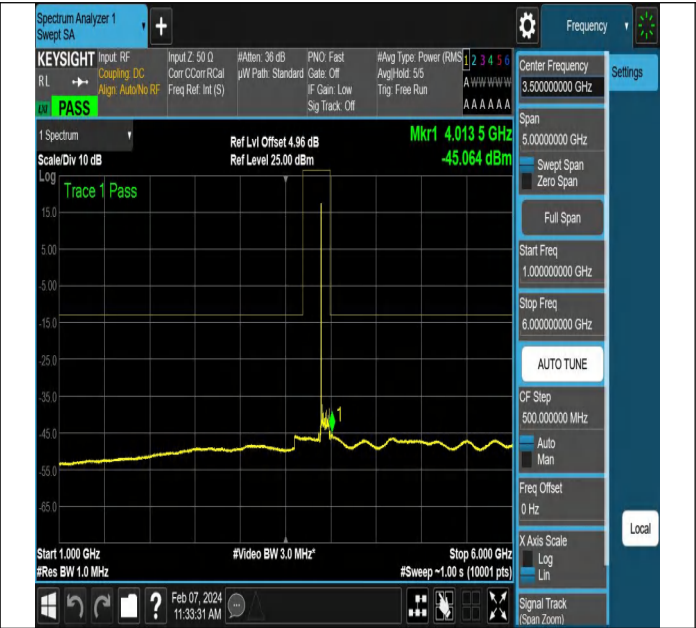 Spectrum Analyzer 1
Swept SA
Frequency
KEYSIGHT
RL
PASS
Input: RF
Coupling: DC
Align: Auto/No RF
Input Z: 50 Ω
Corr CCorr RCal
Freq Ref: Int (S)
#Atten: 36 dB
µW Path: Standard
PNO: Fast
Gate: Off
IF Gain: Low
Sig Track: Off
#Avg Type: Power (RMS
Avg|Hold: 5/5
Trig: Free Run
1 2 3 4 5 6
A W W W W W
A A A A A A
1 Spectrum
Scale/Div 10 dB
Ref Lvl Offset 4.96 dB
Ref Level 25.00 dBm
Mkr1 4.013 5 GHz
-45.064 dBm
Log
Trace 1 Pass
15.0
5.00
-5.00
-15.0
-25.0
-35.0
-45.0
-55.0
-65.0
1
Start 1.000 GHz
#Res BW 1.0 MHz
#Video BW 3.0 MHz*
Stop 6.000 GHz
#Sweep ~1.00 s (10001 pts)
Feb 07, 2024
11:33:31 AM
?
Center Frequency
3.500000000 GHz
Span
5.00000000 GHz
Swept Span
Zero Span
Full Span
Start Freq
1.000000000 GHz
Stop Freq
6.000000000 GHz
AUTO TUNE
CF Step
500.000000 MHz
Auto
Man
Freq Offset
0 Hz
X Axis Scale
Log
Lin
Signal Track
(Span Zoom)
Settings
Local